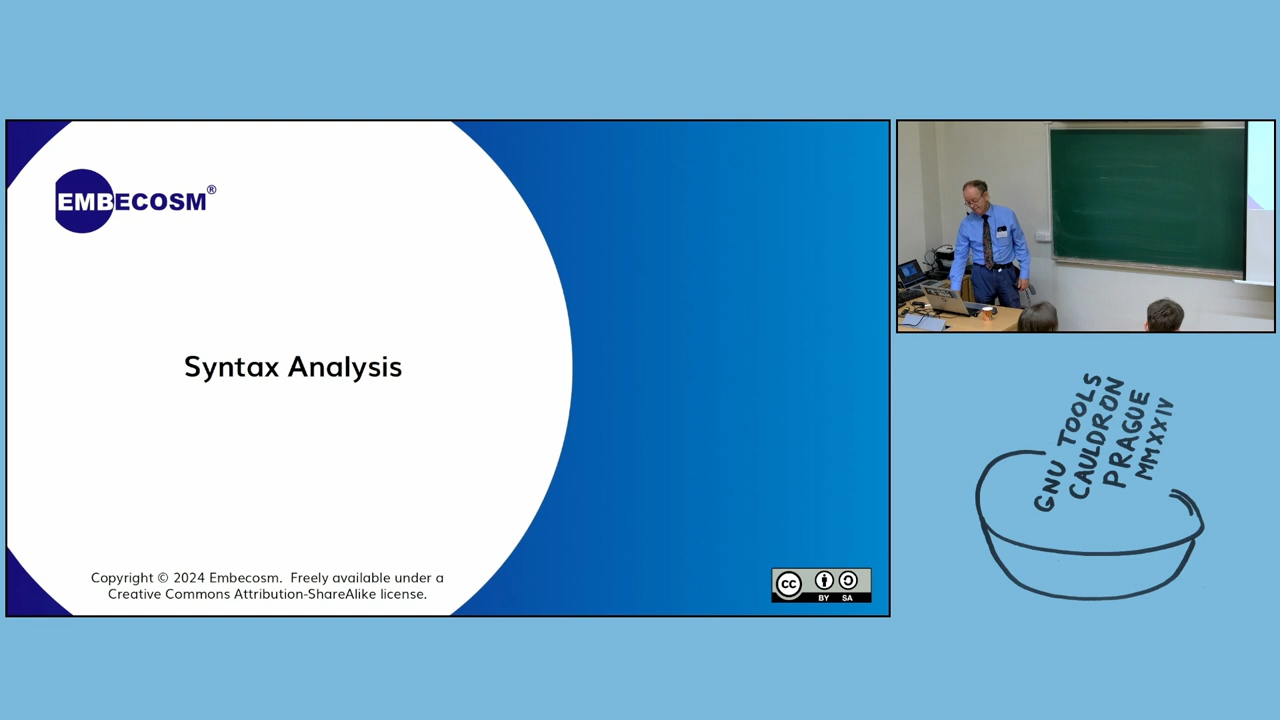 EMBECOSM®
Syntax Analysis
Copyright © 2024 Embecosm. Freely available under a
Creative Commons Attribution-ShareAlike license.
cc
BY SA
GNU TOOLS
CAULDRON
PRAGUE
MMXXIV